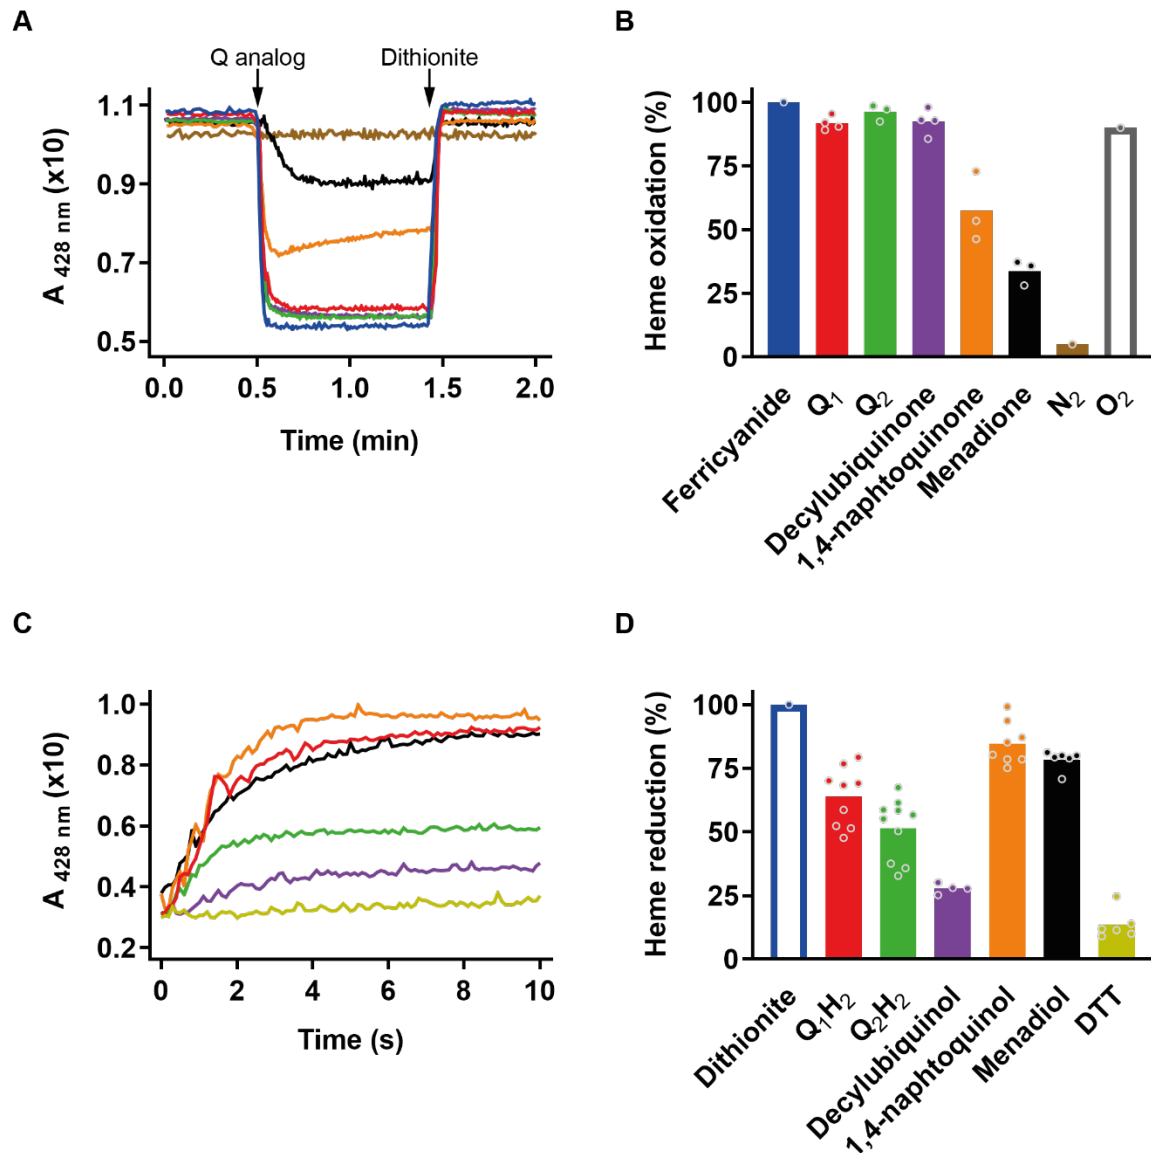 A
Q analog
Dithionite
A 428 nm (x10)
1.1
0.9
0.7
0.5
0.0
0.5
1.0
1.5
2.0
Time (min)
B
Heme oxidation (%)
100
75
50
25
0
Ferricyanide
Q1
Q2
Decylubiquinone
1,4-naphtoquinone
Menadione
N2
O2
C
A 428 nm (x10)
1.0
0.8
0.6
0.4
0.2
0
2
4
6
8
10
Time (s)
D
Heme reduction (%)
100
75
50
25
0
Dithionite
Q1H2
Q2H2
Decylubiquinol
1,4-naphtoquinol
Menadiol
DTT